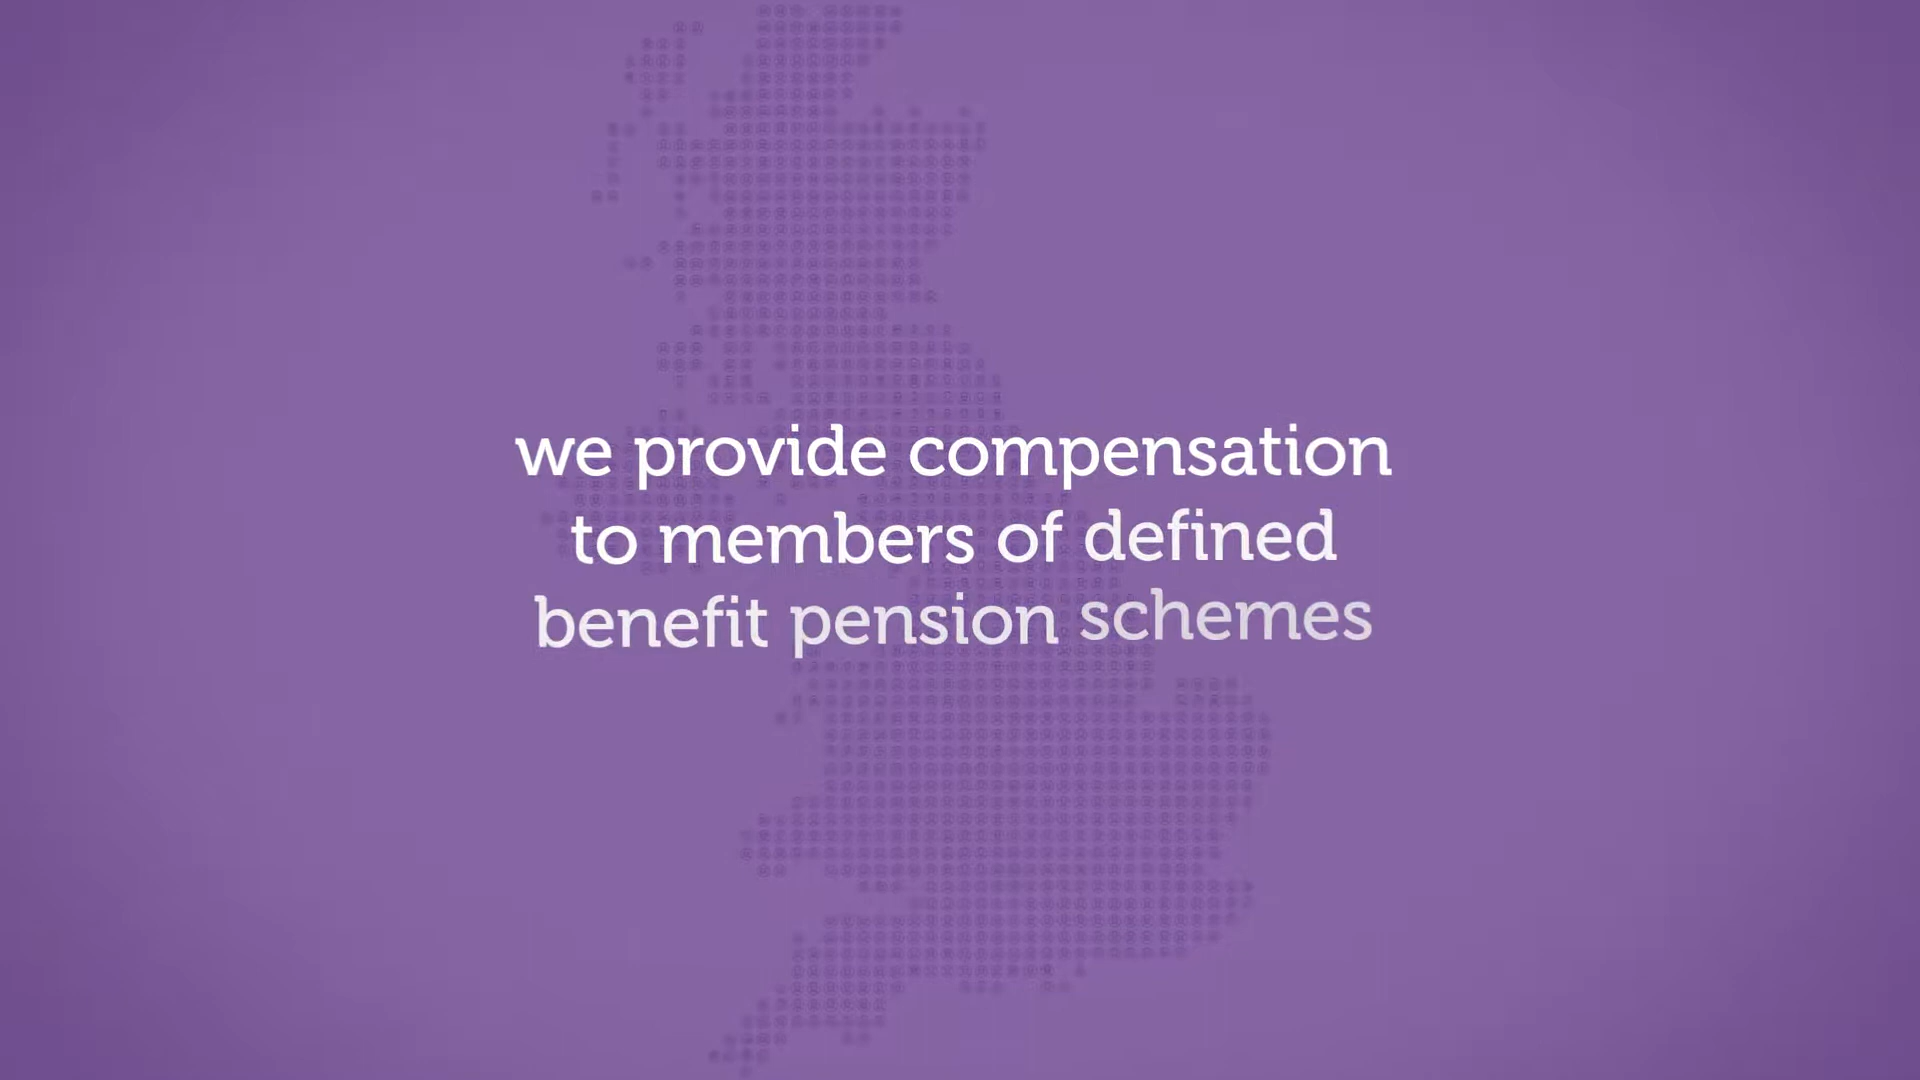 we provide compensation
to members of defined
benefit pension schemes